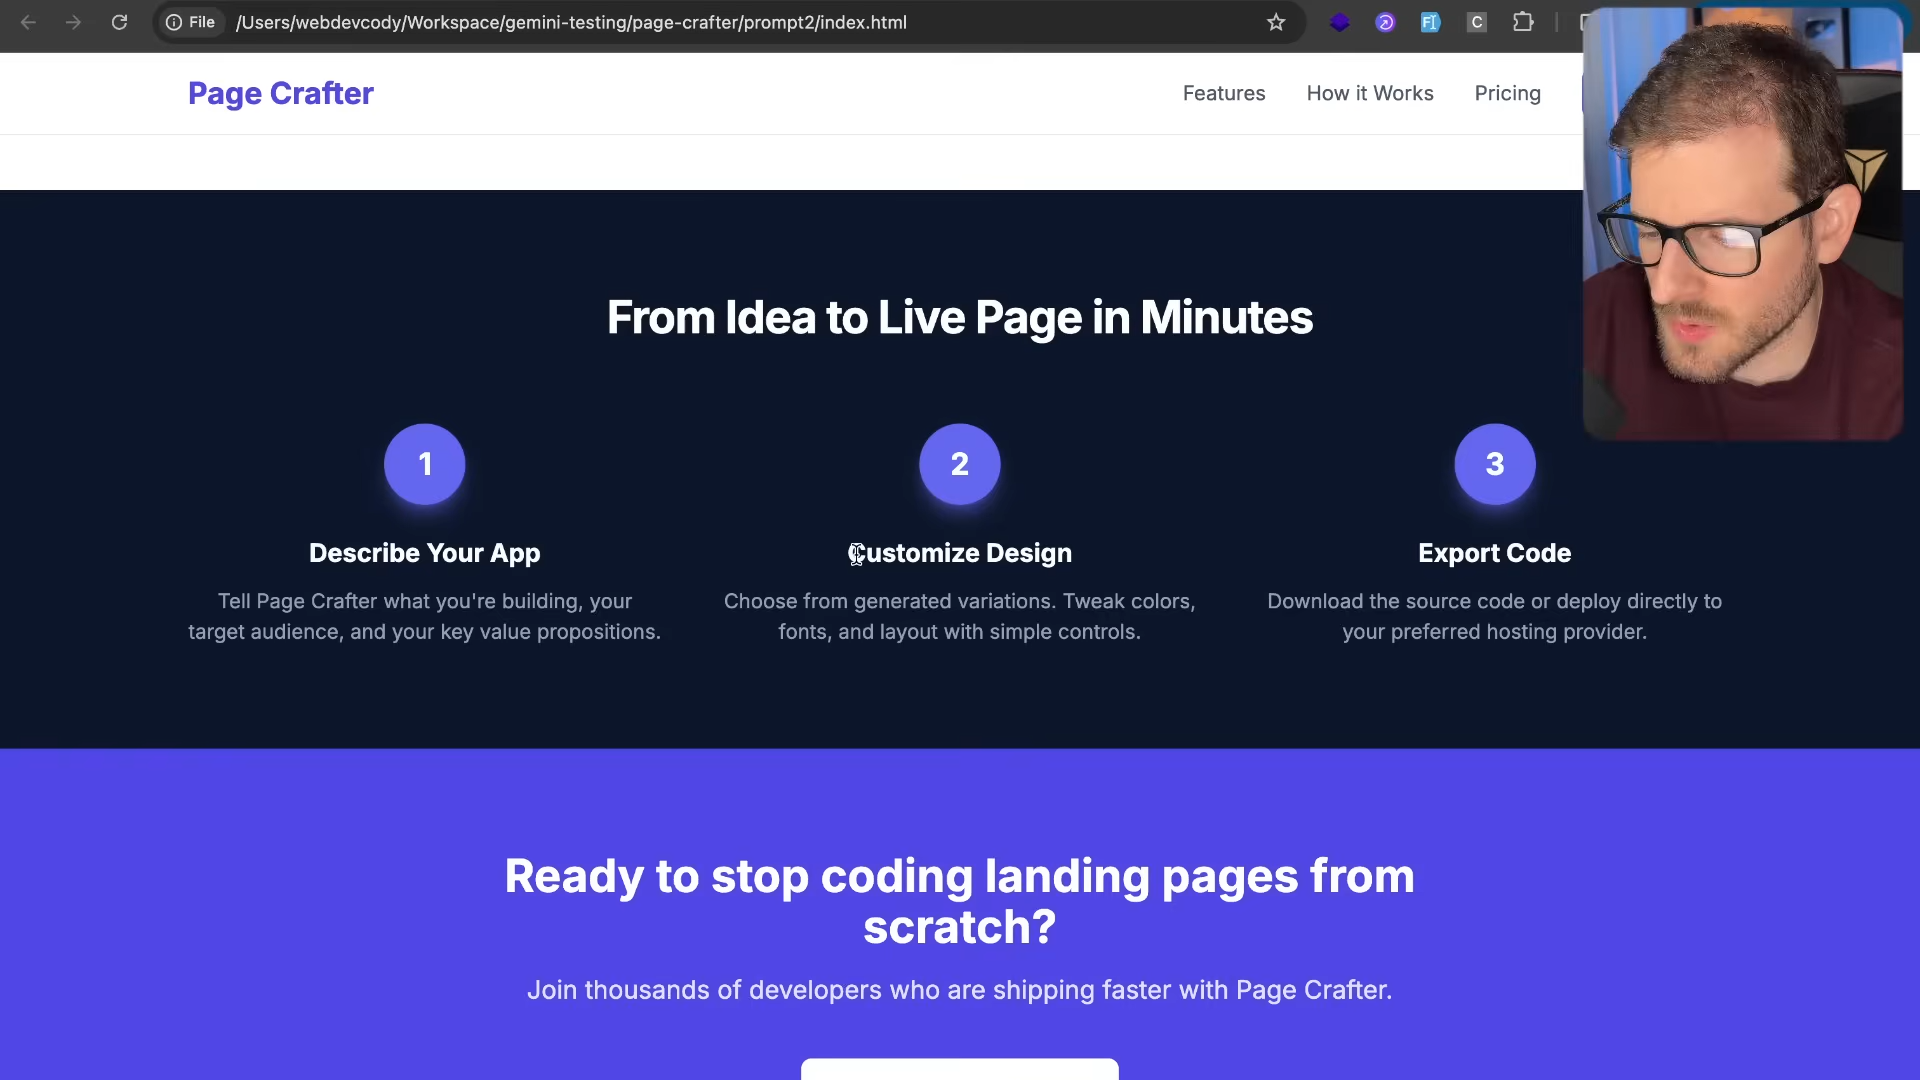 File /Users/webdevcody/Workspace/gemini-testing/page-crafter/prompt2/index.html
FI
C
Page Crafter
Features
How it Works
Pricing
From Idea to Live Page in Minutes
1
2
3
Describe Your App
Tell Page Crafter what you're building, your
target audience, and your key value propositions.
Customize Design
Choose from generated variations. Tweak colors,
fonts, and layout with simple controls.
Export Code
Download the source code or deploy directly to
your preferred hosting provider.
Ready to stop coding landing pages from
scratch?
Join thousands of developers who are shipping faster with Page Crafter.